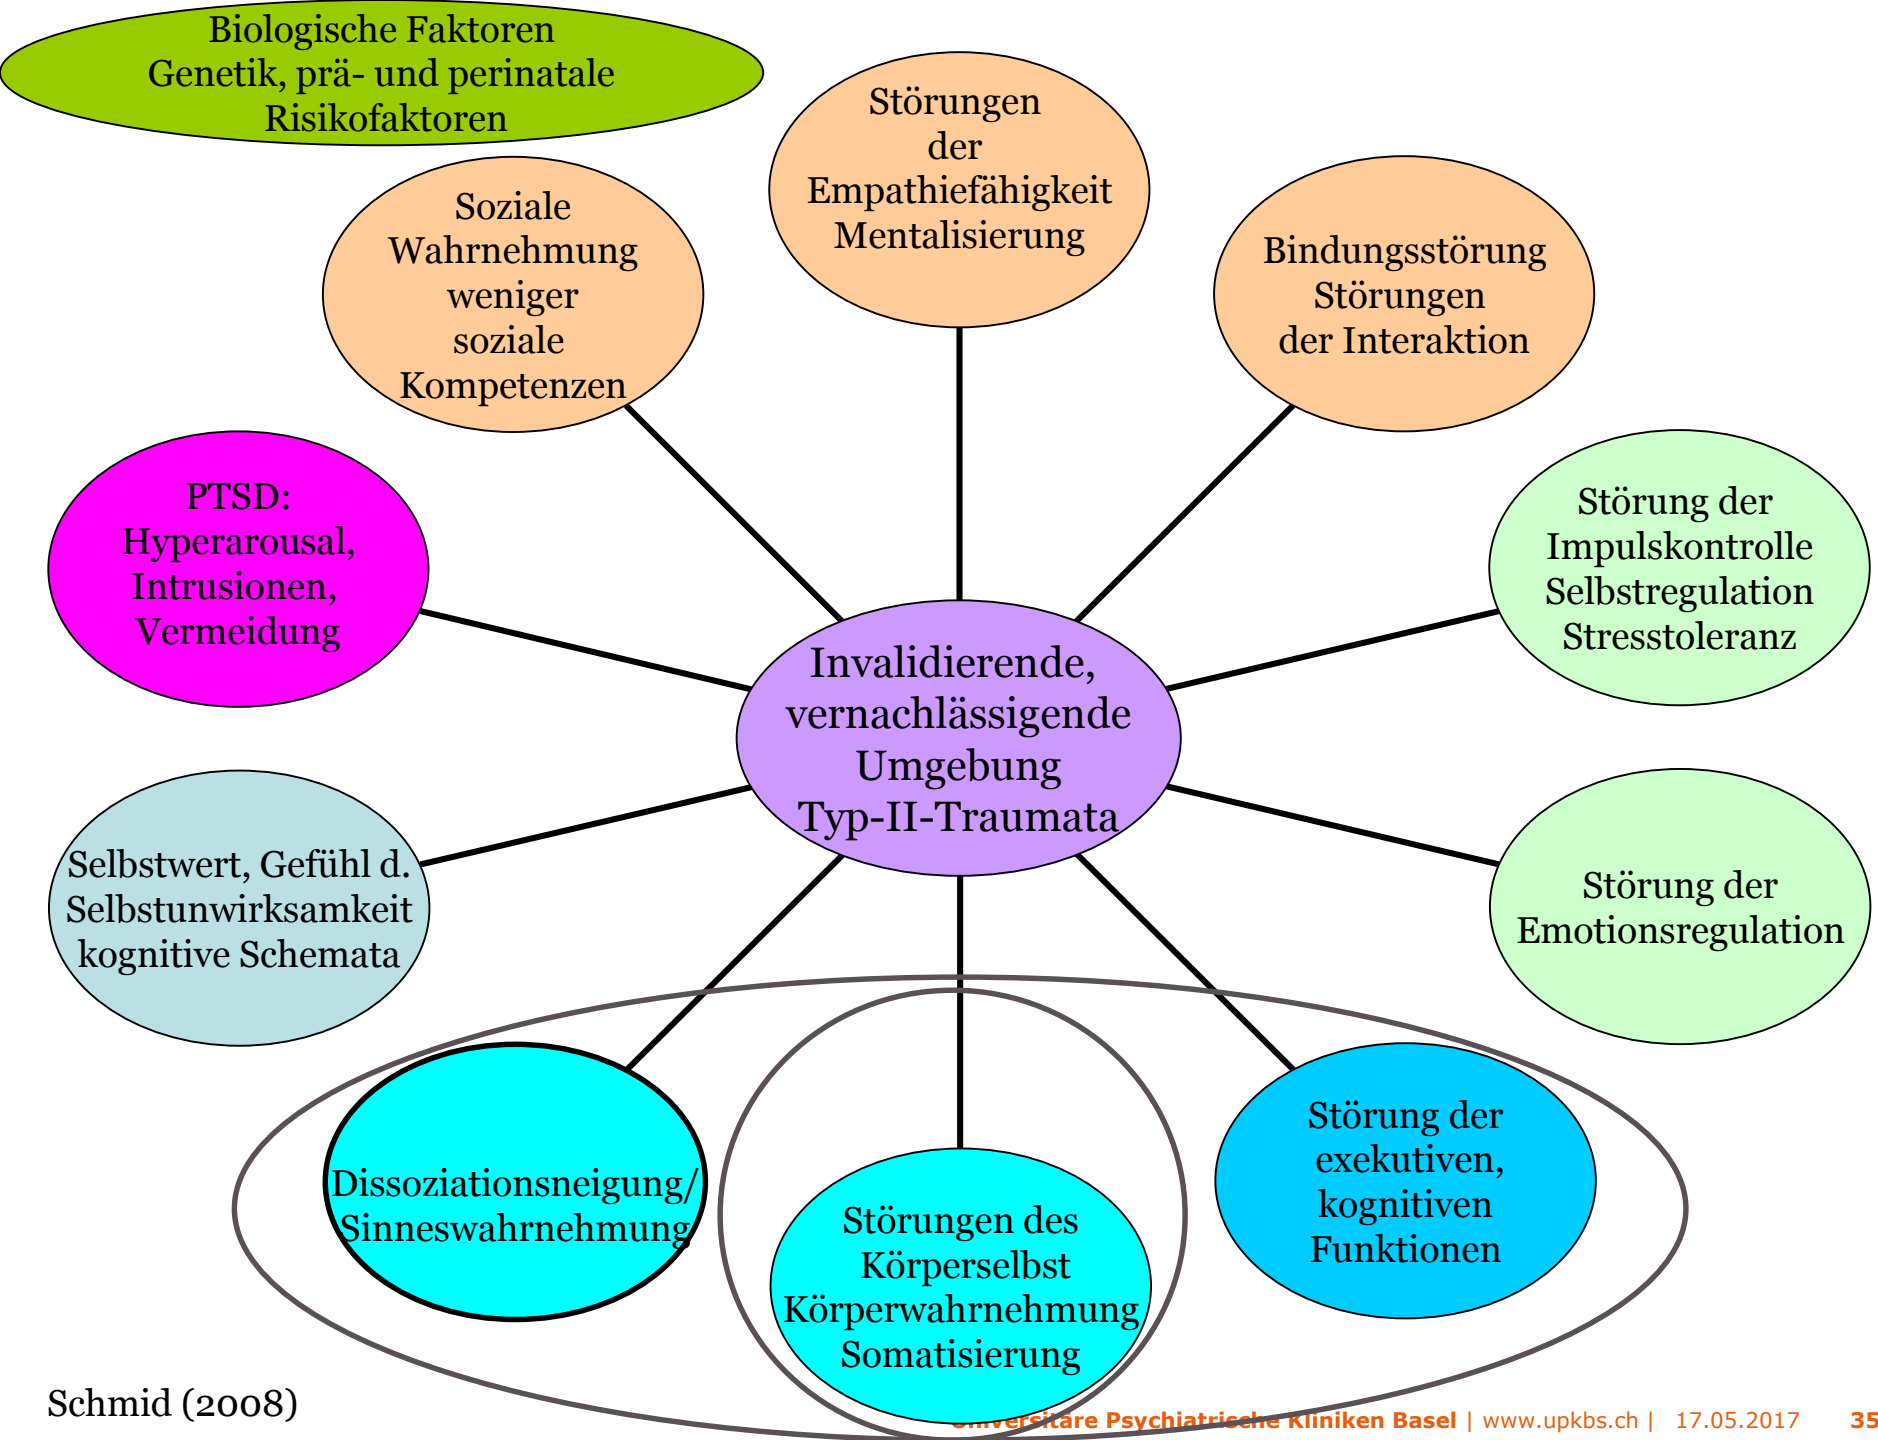 Biologische Faktoren
Genetik, prä- und perinatale
Risikofaktoren
Störungen
der
Empathiefähigkeit
Mentalisierung
Soziale
Wahrnehmung
weniger
soziale
Kompetenzen
Bindungsstörung
Störungen
der Interaktion
PTSD:
Hyperarousal,
Intrusionen,
Vermeidung
Störung der
Impulskontrolle
Selbstregulation
Stresstoleranz
Invalidierende,
vernachlässigende
Umgebung
Typ-II-Traumata
Selbstwert, Gefühl d.
Selbstunwirksamkeit
kognitive Schemata
Störung der
Emotionsregulation
Dissoziationsneigung/
Sinneswahrnehmung
Störungen des
Körperselbst
Körperwahrnehmung
Somatisierung
Störung der
exekutiven,
kognitiven
Funktionen
Schmid (2008)
Universitäre Psychiatrische Kliniken Basel | www.upkbs.ch | 17.05.2017 35